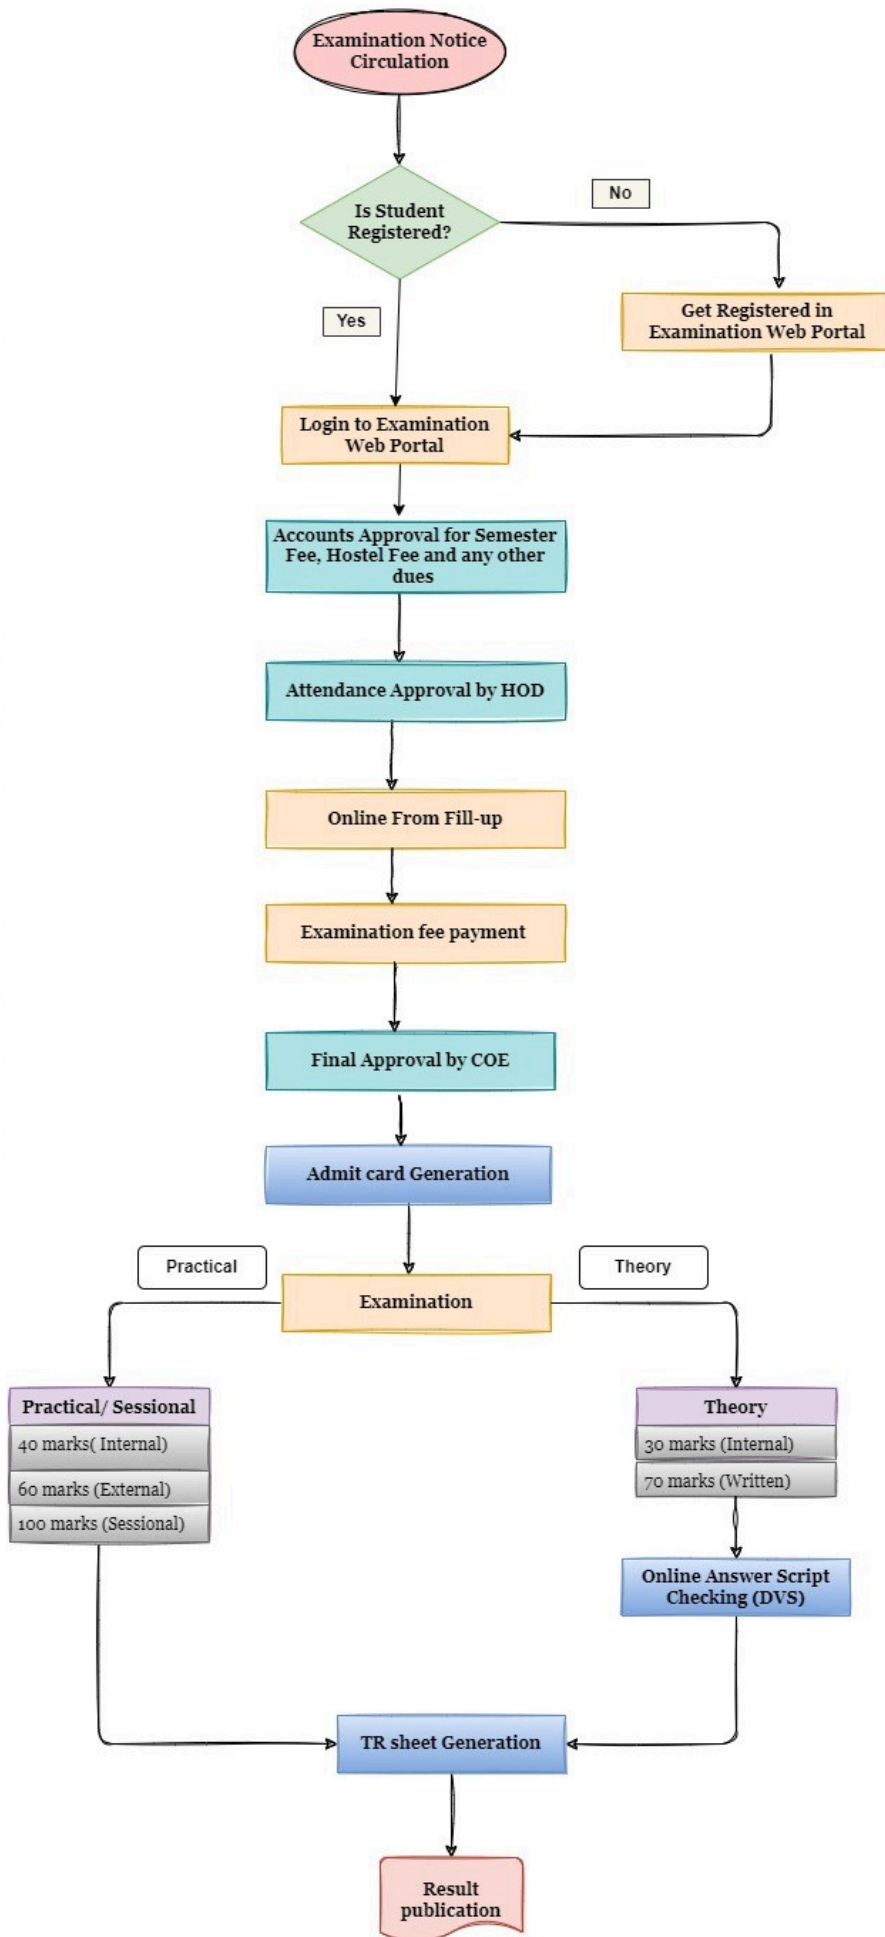 Examination Notice
Circulation
Is Student
Registered?
No
Yes
Get Registered in
Examination Web Portal
Login to Examination
Web Portal
Accounts Approval for Semester
Fee, Hostel Fee and any other
dues
Attendance Approval by HOD
Online From Fill-up
Examination fee payment
Final Approval by COE
Admit card Generation
Practical
Theory
Examination
Practical/ Sessional
40 marks( Internal)
60 marks (External)
100 marks (Sessional)
Theory
30 marks (Internal)
70 marks (Written)
Online Answer Script
Checking (DVS)
TR sheet Generation
Result
publication